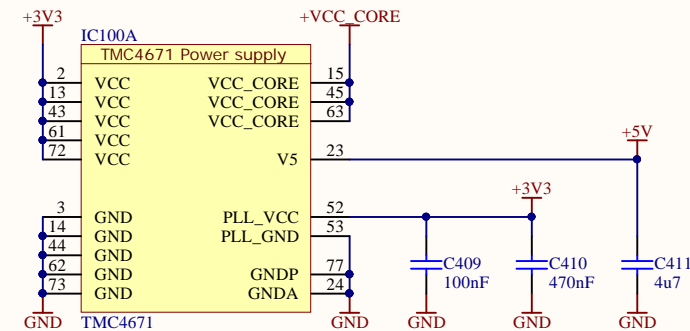 +3V3
+VCC_CORE
IC100A
TMC4671 Power supply
2 VCC VCC_CORE 15
13 VCC VCC_CORE 45
43 VCC VCC_CORE 63
61 VCC
72 VCC V5 23
+5V
+3V3
3 GND PLL_VCC 52
14 GND PLL_GND 53
44 GND
62 GND GNDP 77
73 GND GNDA 24
C409
100nF
C410
470nF
C411
4u7
GND
TMC4671
GND
GND
GND
GND